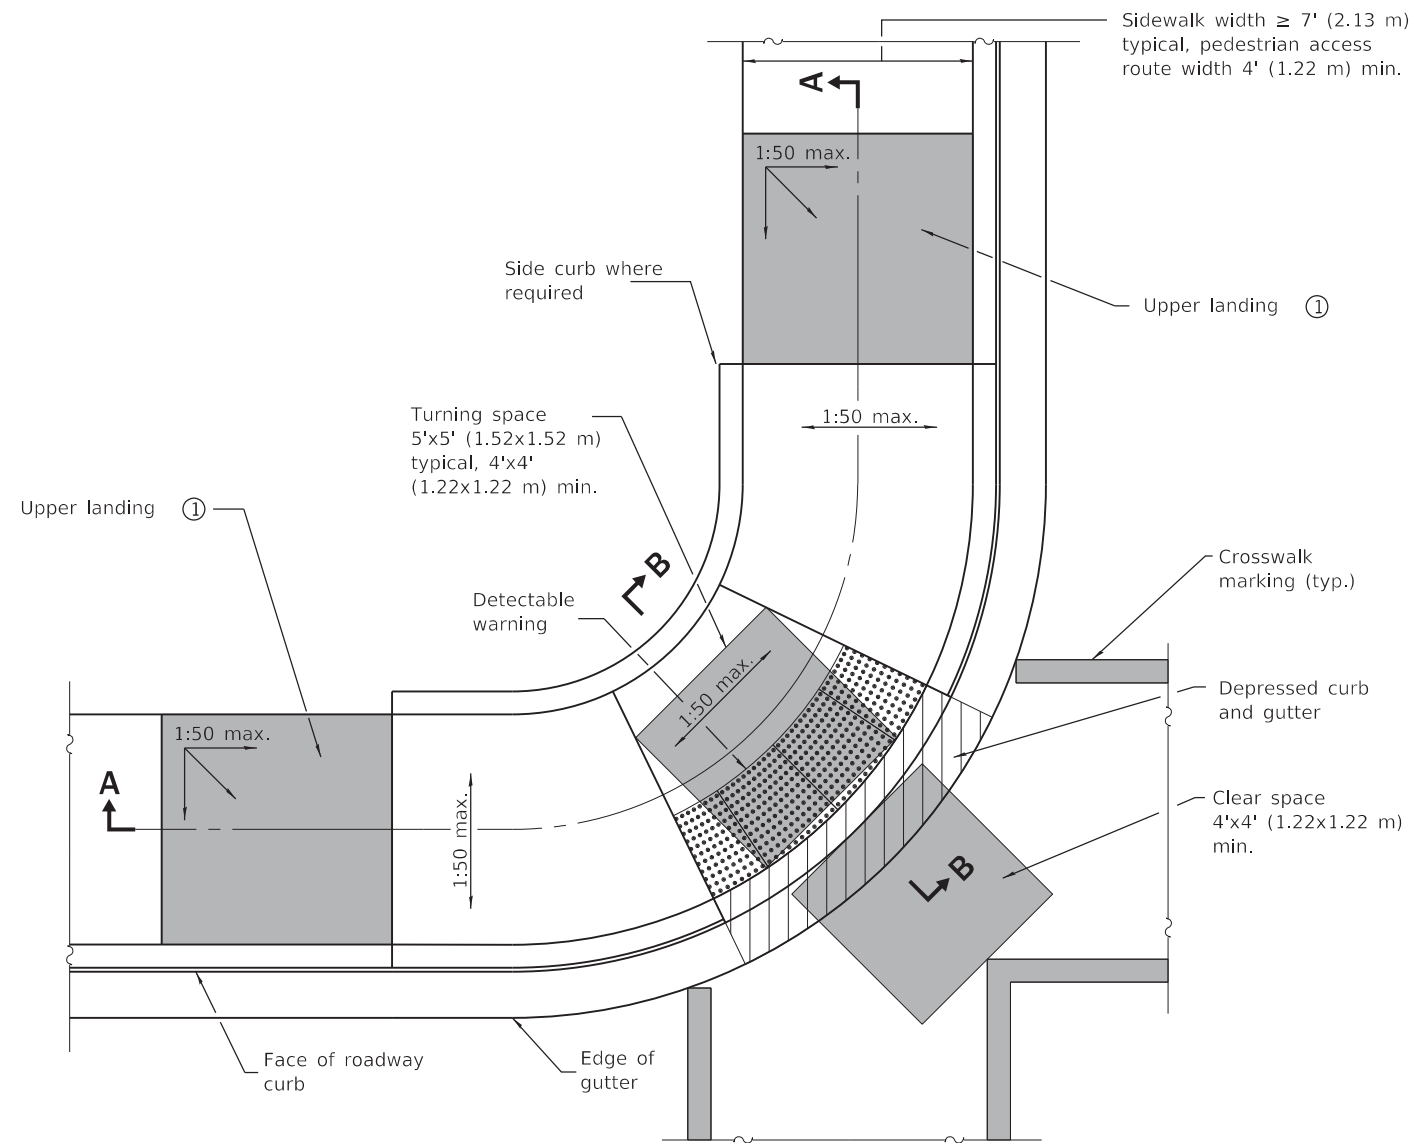 Sidewalk width ≥ 7' (2.13 m)
typical, pedestrian access
route width 4' (1.22 m) min.
A
1:50 max.
Side curb where
required
Upper landing ①
Turning space
5'x5' (1.52x1.52 m)
typical, 4'x4'
(1.22x1.22 m) min.
1:50 max.
Upper landing ①
B
Crosswalk
marking (typ.)
Detectable
warning
1:50 max.
Depressed curb
and gutter
1:50 max.
A
1:50 max.
Clear space
4'x4' (1.22x1.22 m)
min.
B
Face of roadway
curb
Edge of
gutter